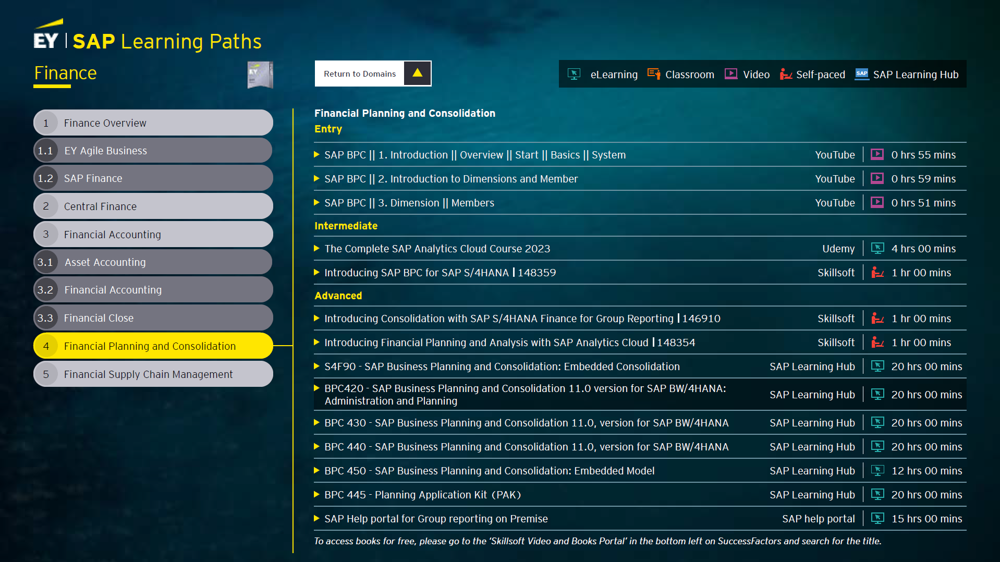 EY | SAP Learning Paths
Finance
EY
Return to Domains
eLearning
Classroom
Video
Self-paced
SAP
SAP Learning Hub
1 Finance Overview
1.1 EY Agile Business
1.2 SAP Finance
2 Central Finance
3 Financial Accounting
3.1 Asset Accounting
3.2 Financial Accounting
3.3 Financial Close
4 Financial Planning and Consolidation
5 Financial Supply Chain Management
Financial Planning and Consolidation
Entry
SAP BPC || 1. Introduction || Overview || Start || Basics || System YouTube 0 hrs 55 mins
SAP BPC || 2. Introduction to Dimensions and Member YouTube 0 hrs 59 mins
SAP BPC || 3. Dimension || Members YouTube 0 hrs 51 mins
Intermediate
The Complete SAP Analytics Cloud Course 2023 Udemy 4 hrs 00 mins
Introducing SAP BPC for SAP S/4HANA | 148359 Skillsoft 1 hr 00 mins
Advanced
Introducing Consolidation with SAP S/4HANA Finance for Group Reporting | 146910 Skillsoft 1 hr 00 mins
Introducing Financial Planning and Analysis with SAP Analytics Cloud | 148354 Skillsoft 1 hr 00 mins
S4F90 - SAP Business Planning and Consolidation: Embedded Consolidation SAP Learning Hub 20 hrs 00 mins
BPC420 - SAP Business Planning and Consolidation 11.0 version for SAP BW/4HANA:
Administration and Planning SAP Learning Hub 20 hrs 00 mins
BPC 430 - SAP Business Planning and Consolidation 11.0, version for SAP BW/4HANA SAP Learning Hub 20 hrs 00 mins
BPC 440 - SAP Business Planning and Consolidation 11.0, version for SAP BW/4HANA SAP Learning Hub 20 hrs 00 mins
BPC 450 - SAP Business Planning and Consolidation: Embedded Model SAP Learning Hub 12 hrs 00 mins
BPC 445 - Planning Application Kit (PAK) SAP Learning Hub 20 hrs 00 mins
SAP Help portal for Group reporting on Premise SAP help portal 15 hrs 00 mins
To access books for free, please go to the 'Skillsoft Video and Books Portal' in the bottom left on SuccessFactors and search for the title.